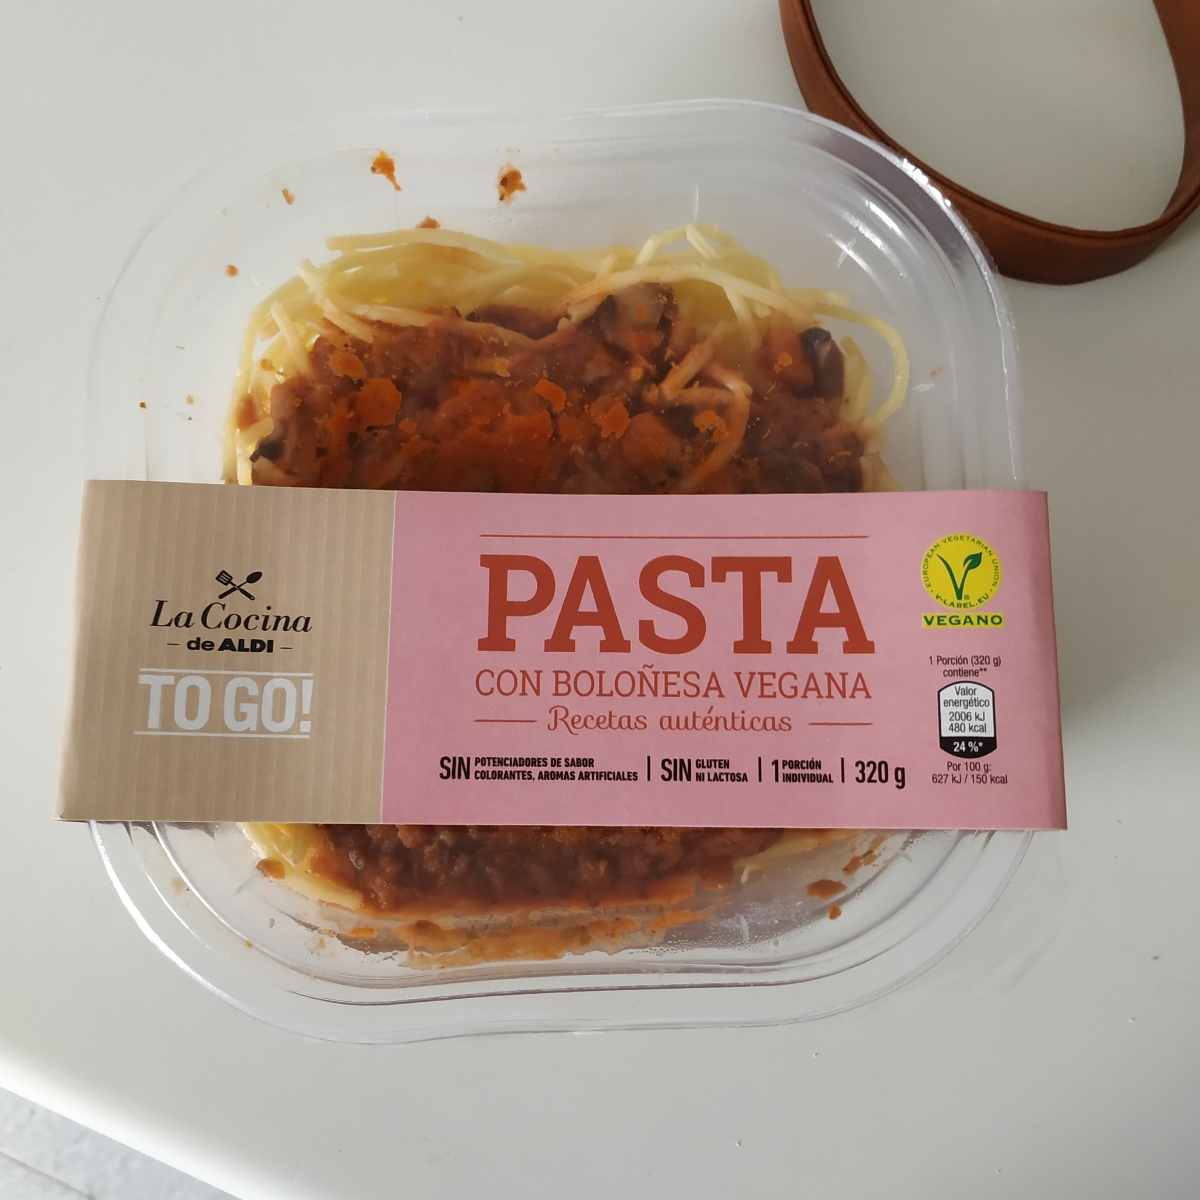 La Cocina
de ALDI
TO GO!
PASTA
CON BOLOÑESA VEGANA
Recetas auténticas
SIN POTENCIADORES DE SABOR
COLORANTES, AROMAS ARTIFICIALES
SIN GLUTEN
NI LACTOSA
1 PORCIÓN
INDIVIDUAL
320 g
EUROPEAN VEGETARIAN UNION
V-LABEL.EU
VEGANO
1 Porción (320 g)
contiene**
Valor
energético
2006 kJ
480 kcal
24 %*
Por 100 g:
627 kJ / 150 kcal